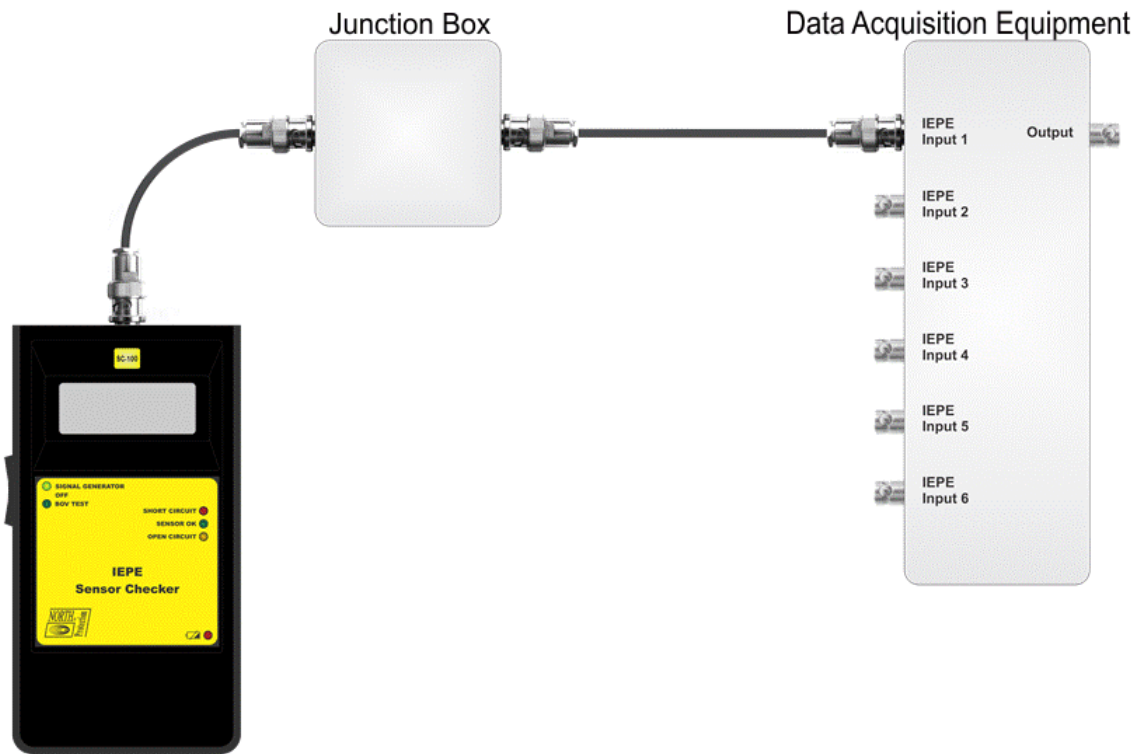 Junction Box
Data Acquisition Equipment
IEPE
Input 1
Output
IEPE
Input 2
IEPE
Input 3
IEPE
Input 4
IEPE
Input 5
IEPE
Input 6
SC-100
SIGNAL GENERATOR
OFF
BOV TEST
SHORT CIRCUIT
SENSOR OK
OPEN CIRCUIT
IEPE
Sensor Checker
NORTH
Protection